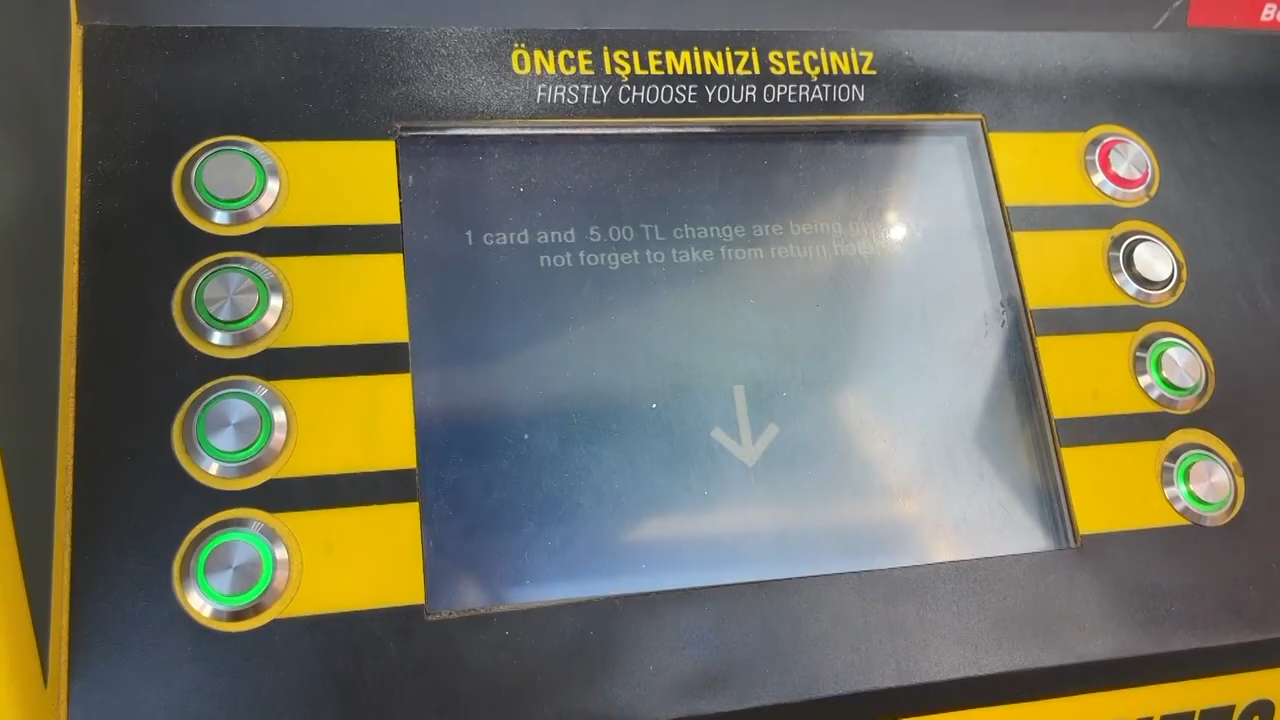 ÖNCE İŞLEMİNİZİ SEÇİNİZ
FIRSTLY CHOOSE YOUR OPERATION
1 card and 5.00 TL change are being
not forget to take from return